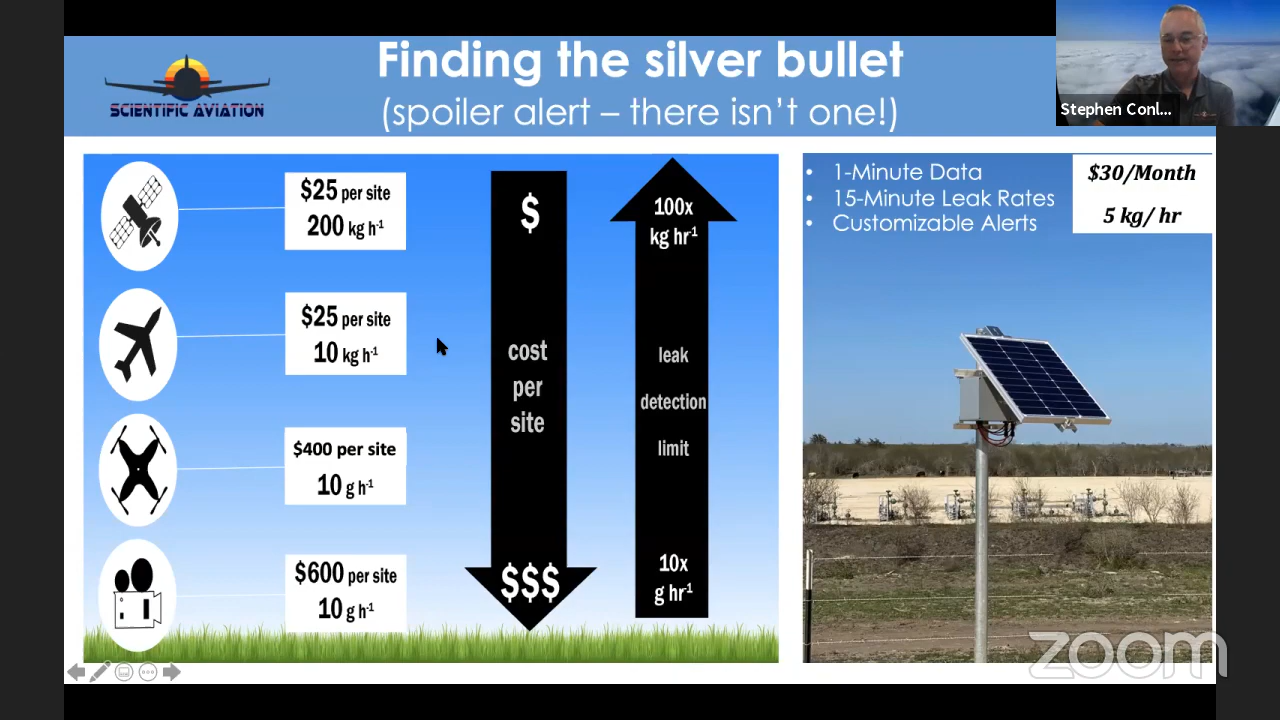 Finding the silver bullet
(spoiler alert – there isn't one!)
SCIENTIFIC AVIATION
Stephen Conl...
$25 per site
200 kg h-1
$25 per site
10 kg h-1
$400 per site
10 g h-1
$600 per site
10 g h-1
$
cost
per
site
$$$
100x
kg hr-1
leak
detection
limit
10x
g hr-1
• 1-Minute Data
• 15-Minute Leak Rates
• Customizable Alerts
$30/Month
5 kg/ hr
zoom